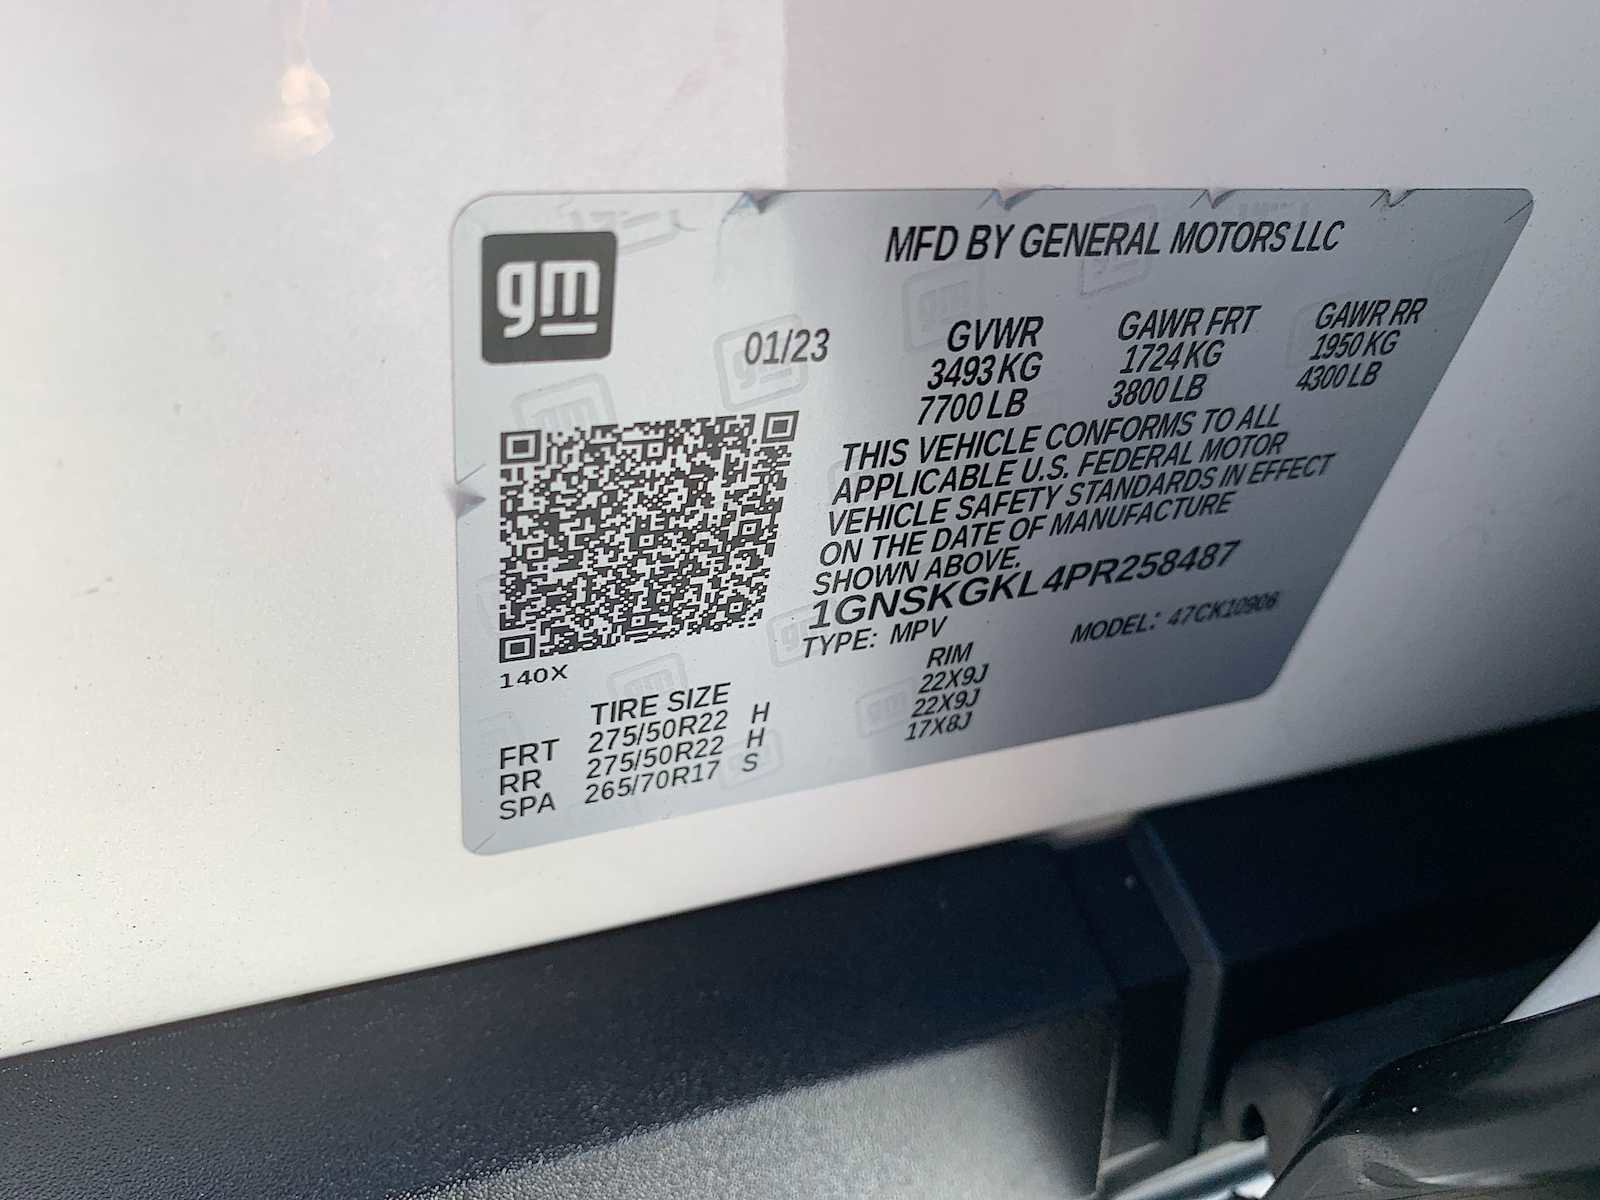 gm
MFD BY GENERAL MOTORS LLC
01/23
GVWR GAWR FRT GAWR RR
3493 KG 1724 KG 1950 KG
7700 LB 3800 LB 4300 LB
THIS VEHICLE CONFORMS TO ALL
APPLICABLE U.S. FEDERAL MOTOR
VEHICLE SAFETY STANDARDS IN EFFECT
ON THE DATE OF MANUFACTURE
SHOWN ABOVE.
1GNSKGKL4PR258487
TYPE: MPV MODEL: 47CK10906
140X
TIRE SIZE RIM
FRT 275/50R22 H 22X9J
RR 275/50R22 H 22X9J
SPA 265/70R17 S 17X8J